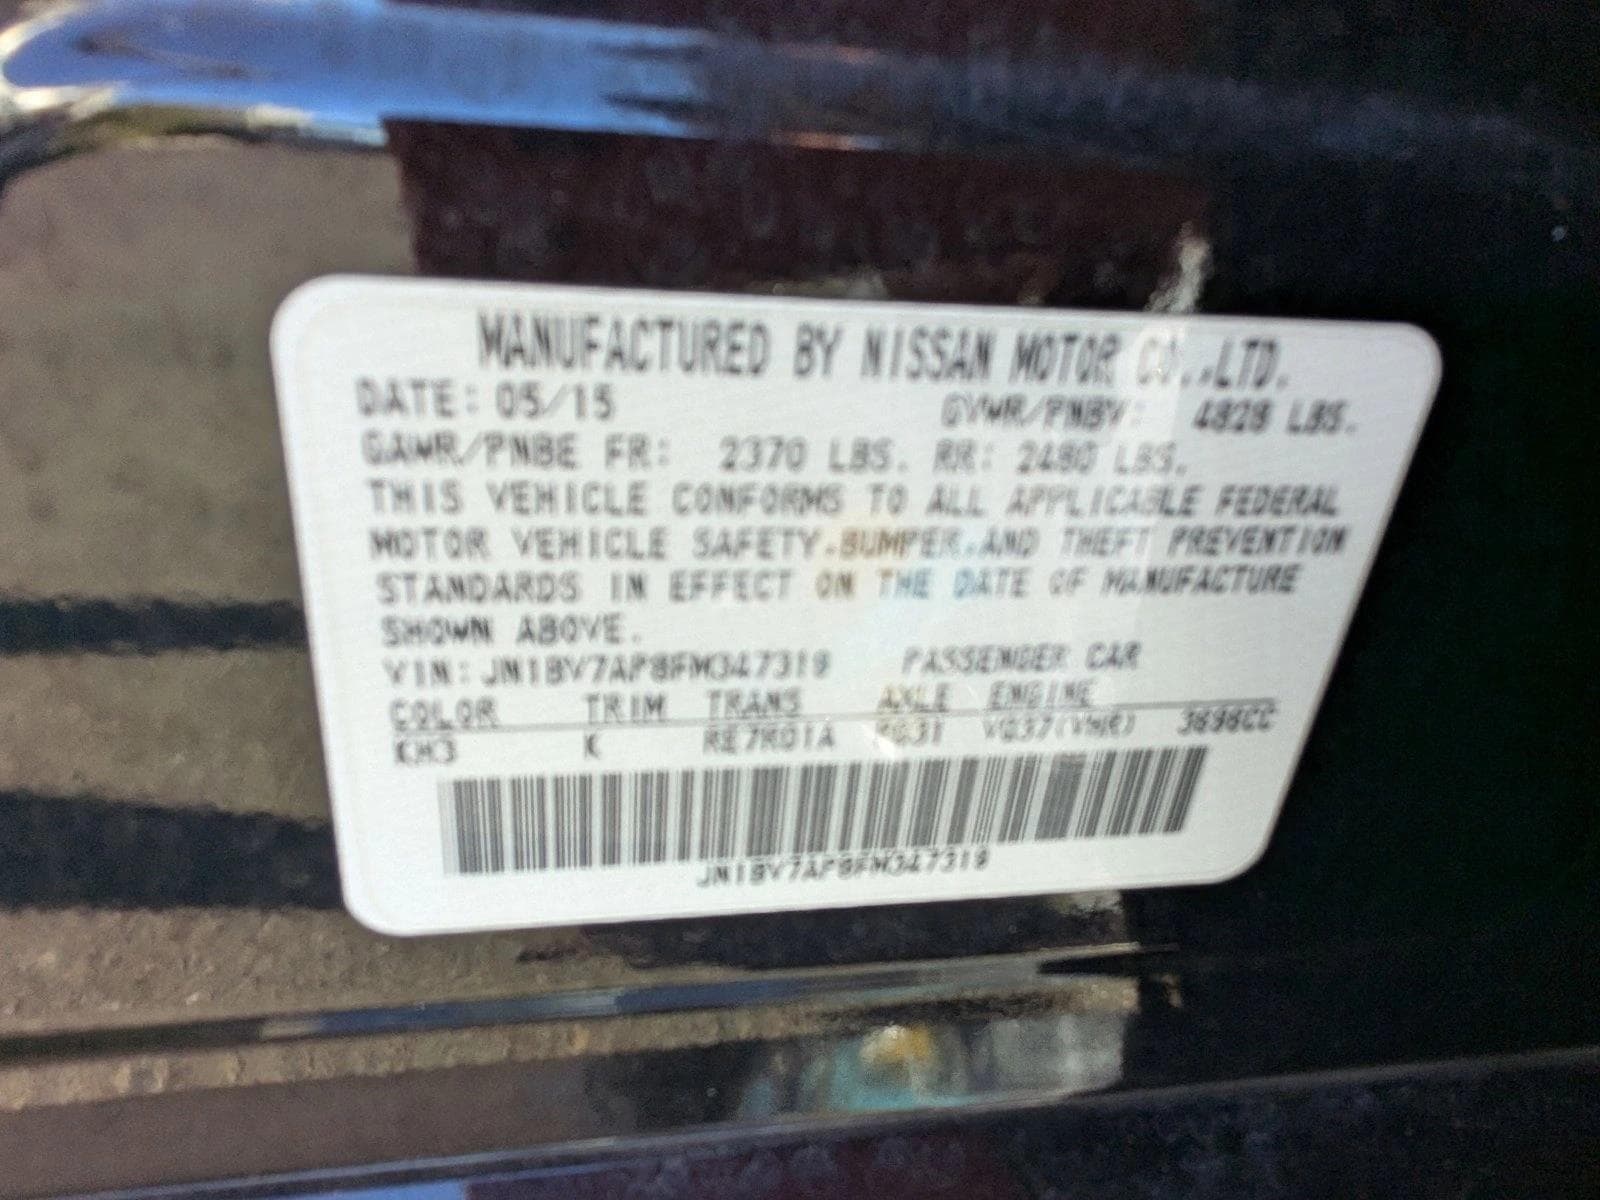 MANUFACTURED BY NISSAN MOTOR CO.,LTD.
DATE: 05/15 GVWR/PNBV: 4828 LBS.
GAWR/PNBE FR: 2370 LBS. RR: 2480 LBS.
THIS VEHICLE CONFORMS TO ALL APPLICABLE FEDERAL
MOTOR VEHICLE SAFETY,BUMPER,AND THEFT PREVENTION
STANDARDS IN EFFECT ON THE DATE OF MANUFACTURE
SHOWN ABOVE.
VIN: JN1BV7AP8FM347319 PASSENGER CAR
COLOR TRIM TRANS AXLE ENGINE
KH3 K RE7R01A VQ37(VHR) 3696CC
JN1BV7AP8FM347319